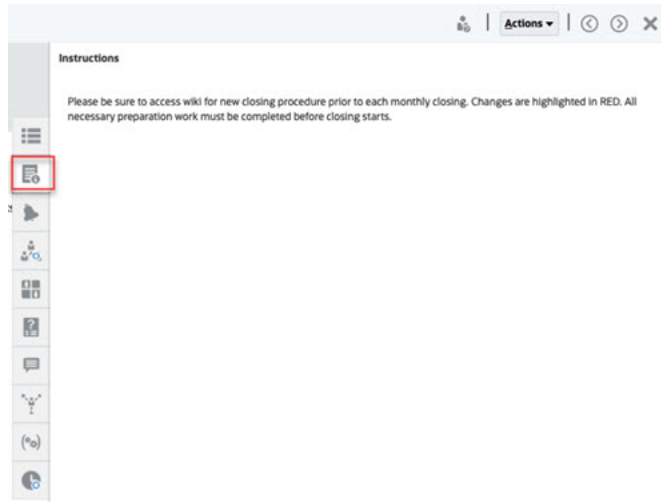 Actions
Instructions
Please be sure to access wiki for new closing procedure prior to each monthly closing. Changes are highlighted in RED. All
necessary preparation work must be completed before closing starts.